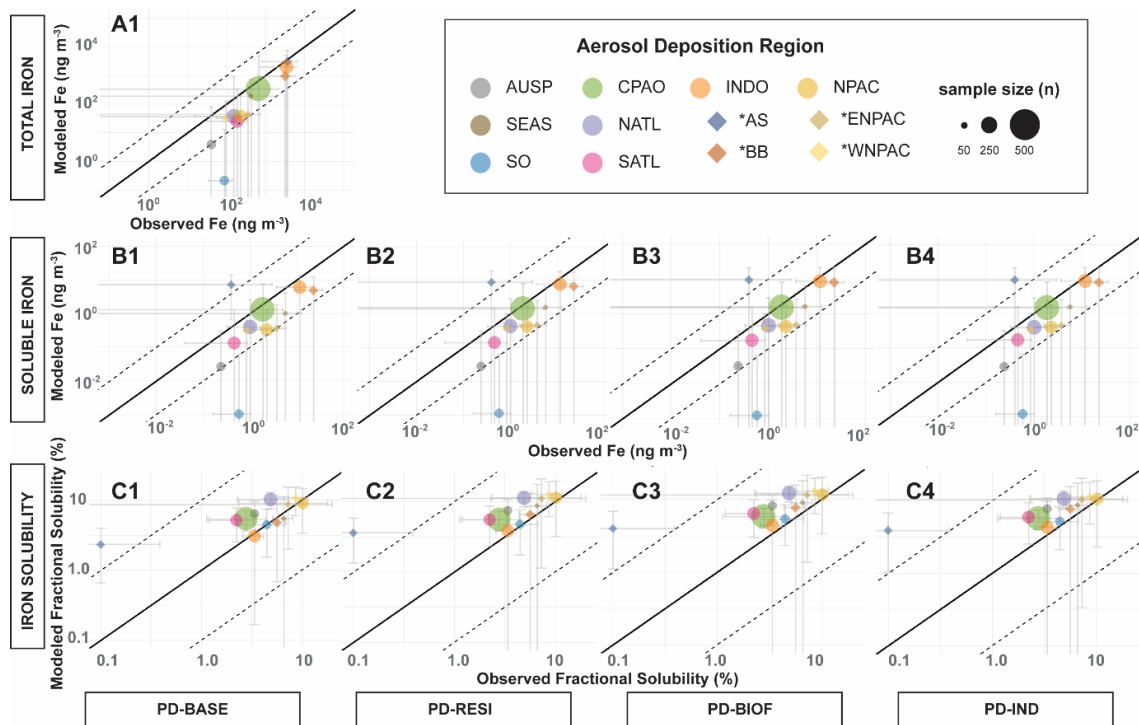 TOTAL IRON
Modeled Fe (ng m⁻³)
10⁴
10²
10⁰
A1
10⁰
10²
10⁴
Observed Fe (ng m⁻³)
Aerosol Deposition Region
AUSP
CPAO
INDO
NPAC
SEAS
NATL
*AS
*ENPAC
SO
SATL
*BB
*WNPAC
sample size (n)
50
250
500
SOLUBLE IRON
Modeled Fe (ng m⁻³)
10²
10⁰
10⁻²
B1
B2
B3
B4
10⁻²
10⁰
10²
10⁻²
10⁰
10²
10⁻²
10⁰
10²
10⁻²
10⁰
10²
Observed Fe (ng m⁻³)
IRON SOLUBILITY
Modeled Fractional Solubility (%)
10
1.0
0.1
C1
C2
C3
C4
0.1
1.0
10
0.1
1.0
10
0.1
1.0
10
0.1
1.0
10
Observed Fractional Solubility (%)
PD-BASE
PD-RESI
PD-BIOF
PD-IND